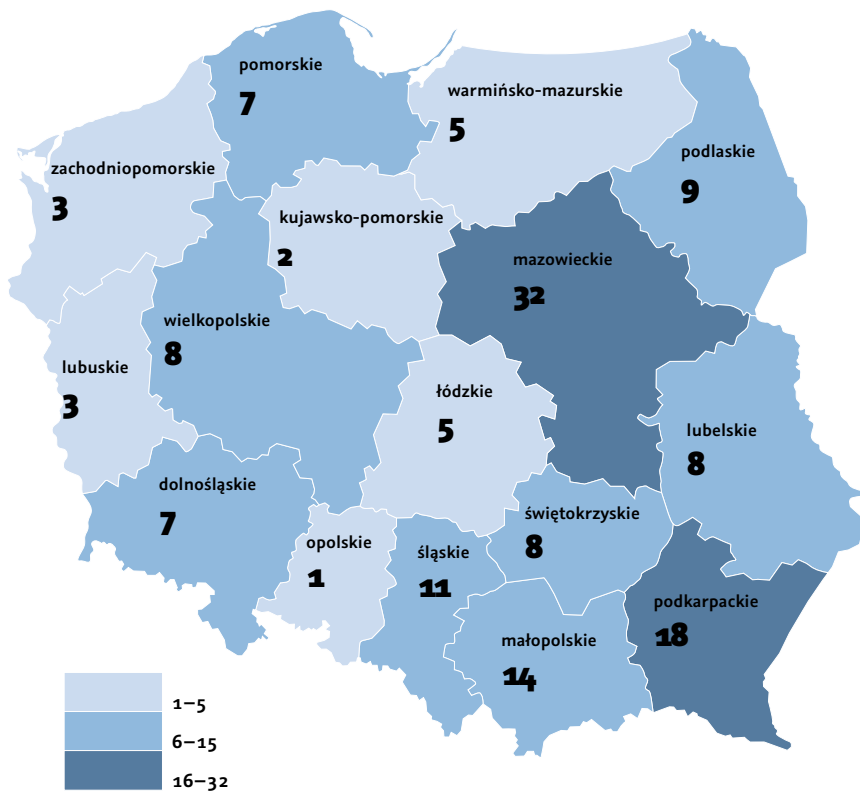 pomorskie
7
warmińsko-mazurskie
5
podlaskie
9
zachodniopomorskie
3
kujawsko-pomorskie
2
mazowieckie
32
wielkopolskie
8
lubuskie
3
łódzkie
5
lubelskie
8
dolnośląskie
7
świętokrzyskie
8
opolskie
1
śląskie
11
podkarpackie
18
małopolskie
14
1–5
6–15
16–32